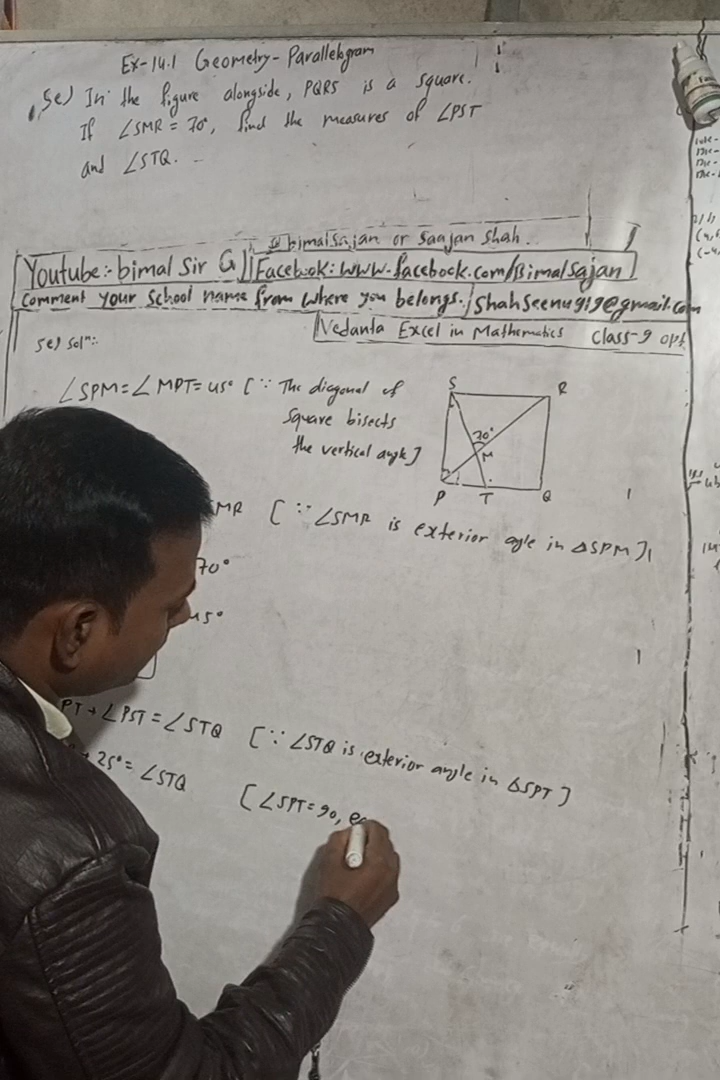 Ex-14.1 Geometry-Parallelogram
5e) In the figure alongside, PQRS is a square.
If ∠SMR = 70°, find the measures of ∠PST
and ∠STQ.
bimalsajan or Saajan Shah.
Youtube:- bimal Sir G
Facebook: www.facebook.com/Bimalsajan
Comment your School name from where you belongs.
Vedanta Excel in Mathematics Class-9 opt
5e) solⁿ:-
∠SPM = ∠MPT = 45° [∵ The diagonal of
square bisects
the vertical angle]
S R
70°
M
P T Q
MR [∵ ∠SMR is exterior agle in ΔSPM]
70°
45°
PT + ∠PST = ∠STQ [∵ ∠STQ is exterior angle in ΔSPT]
25° = ∠STQ [∠SPT = 90,